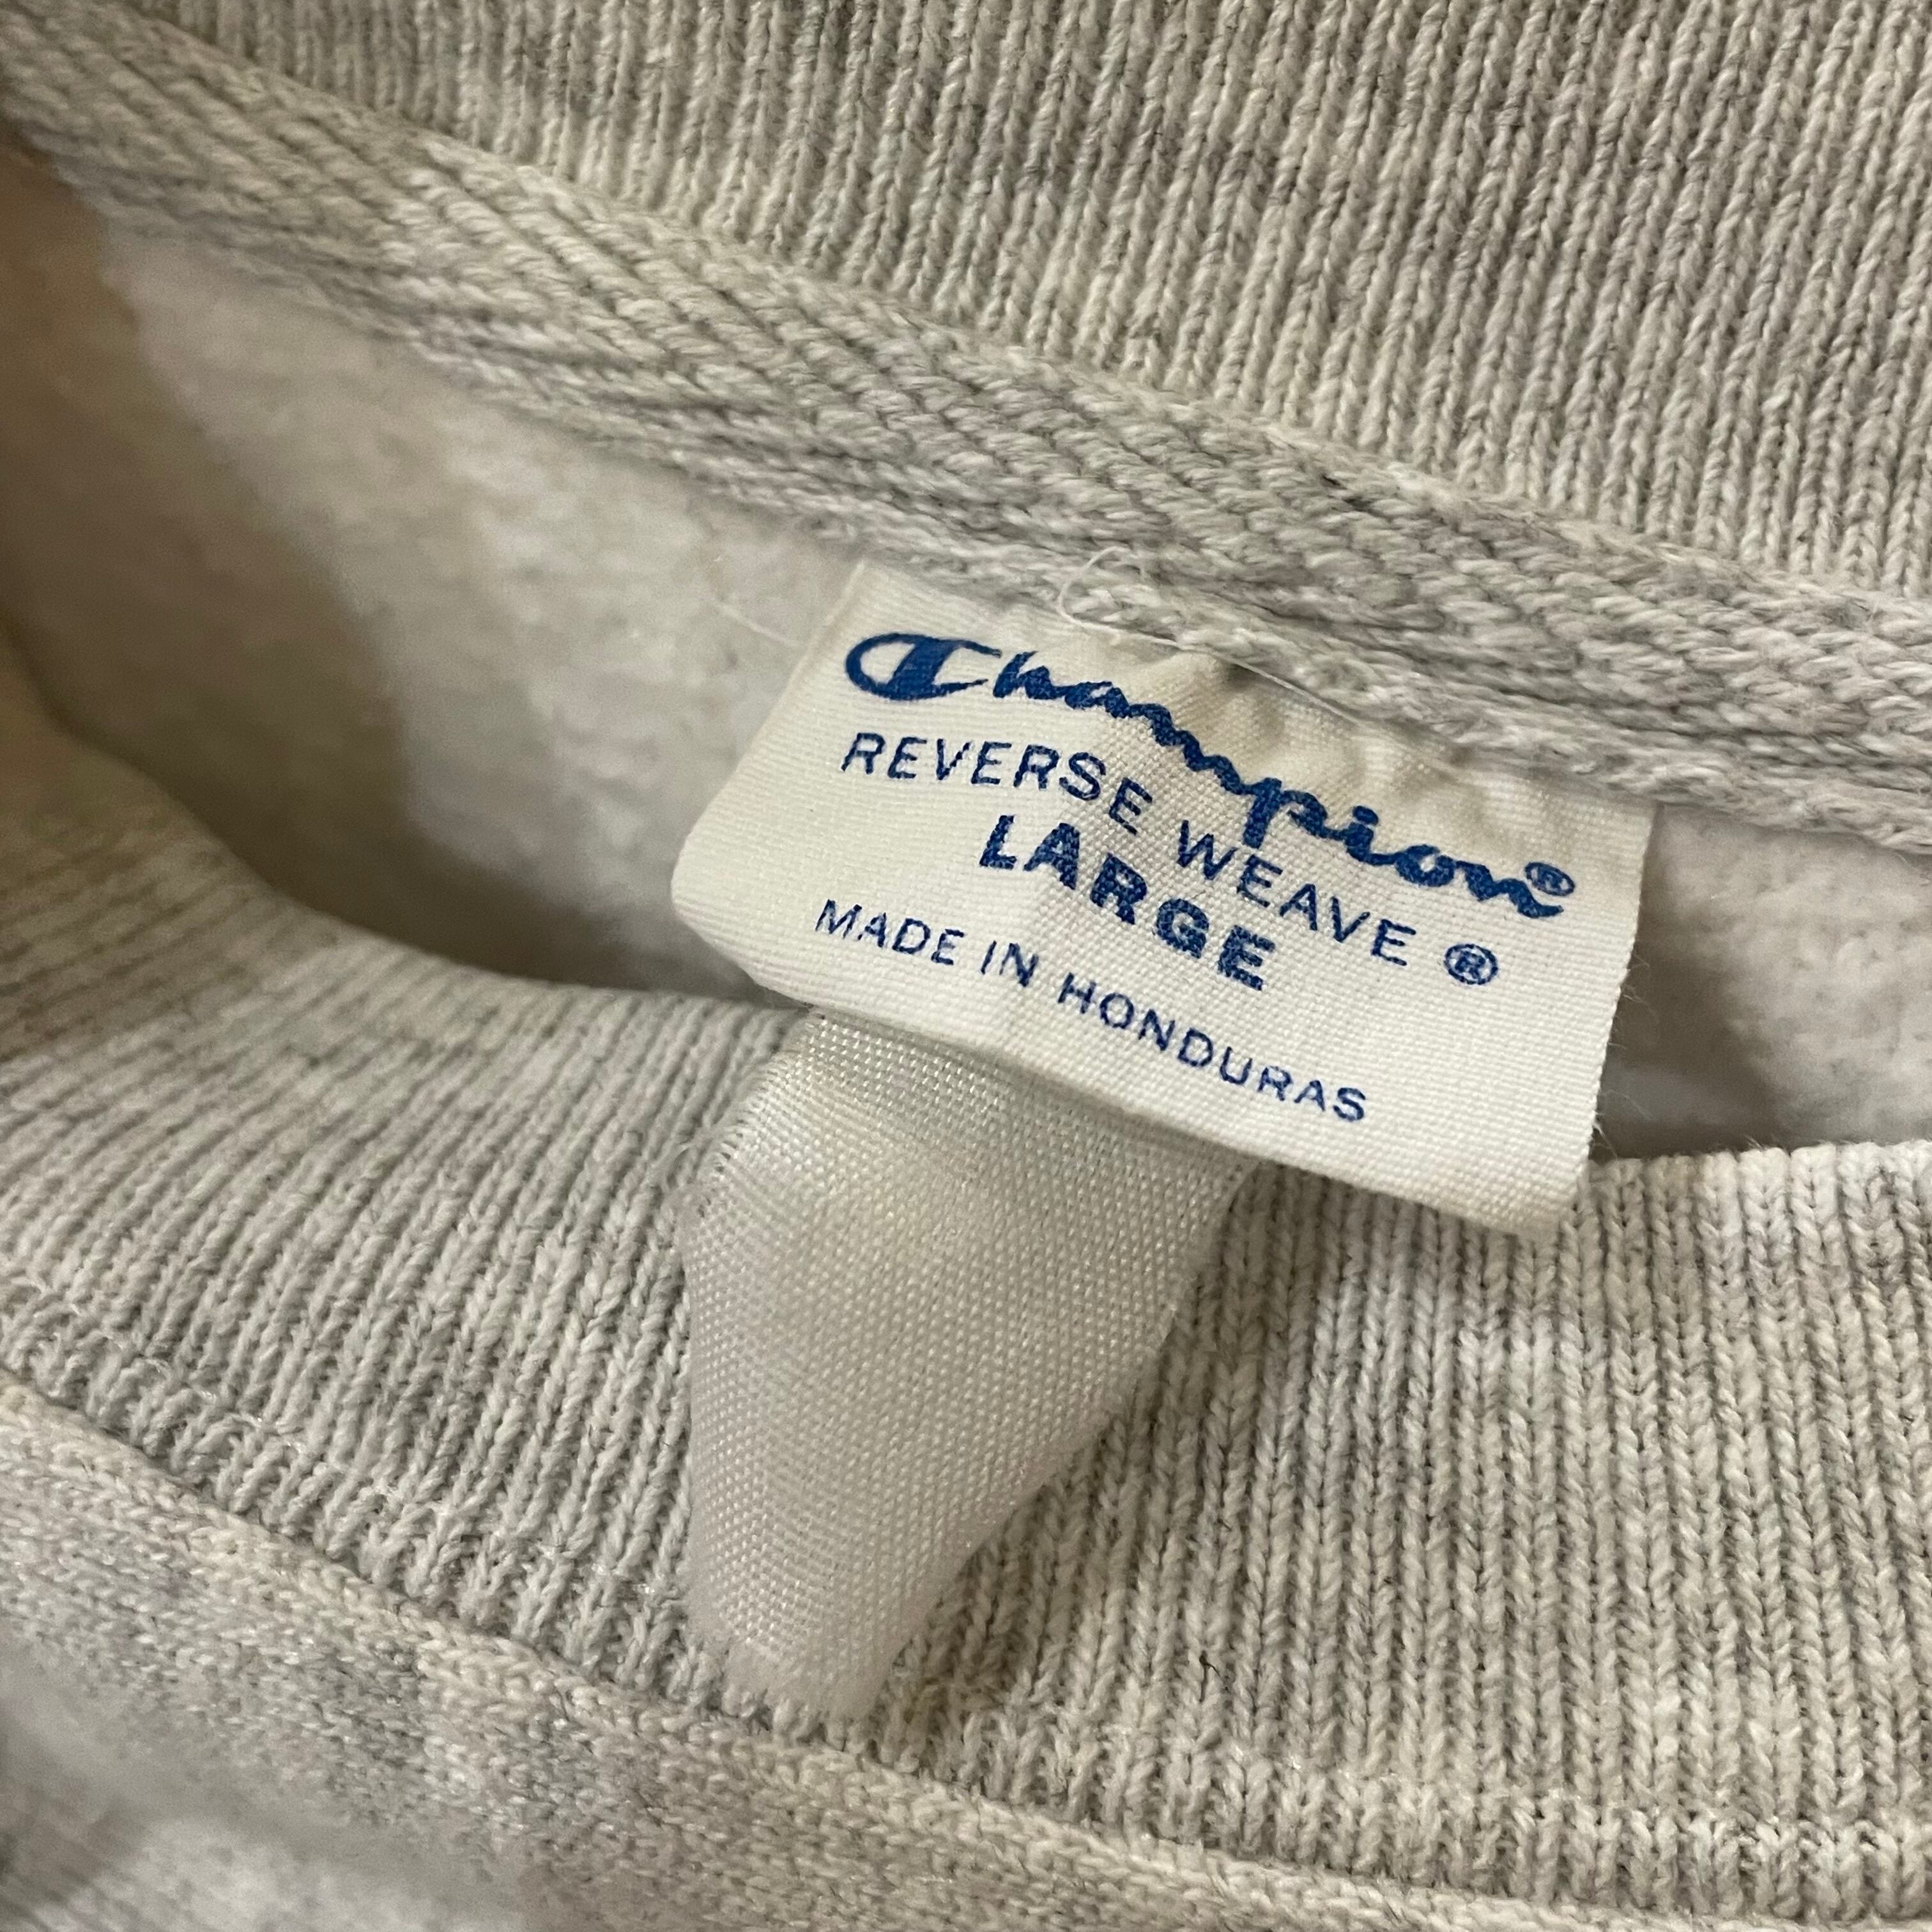 Champion®
REVERSE WEAVE ®
LARGE
MADE IN HONDURAS